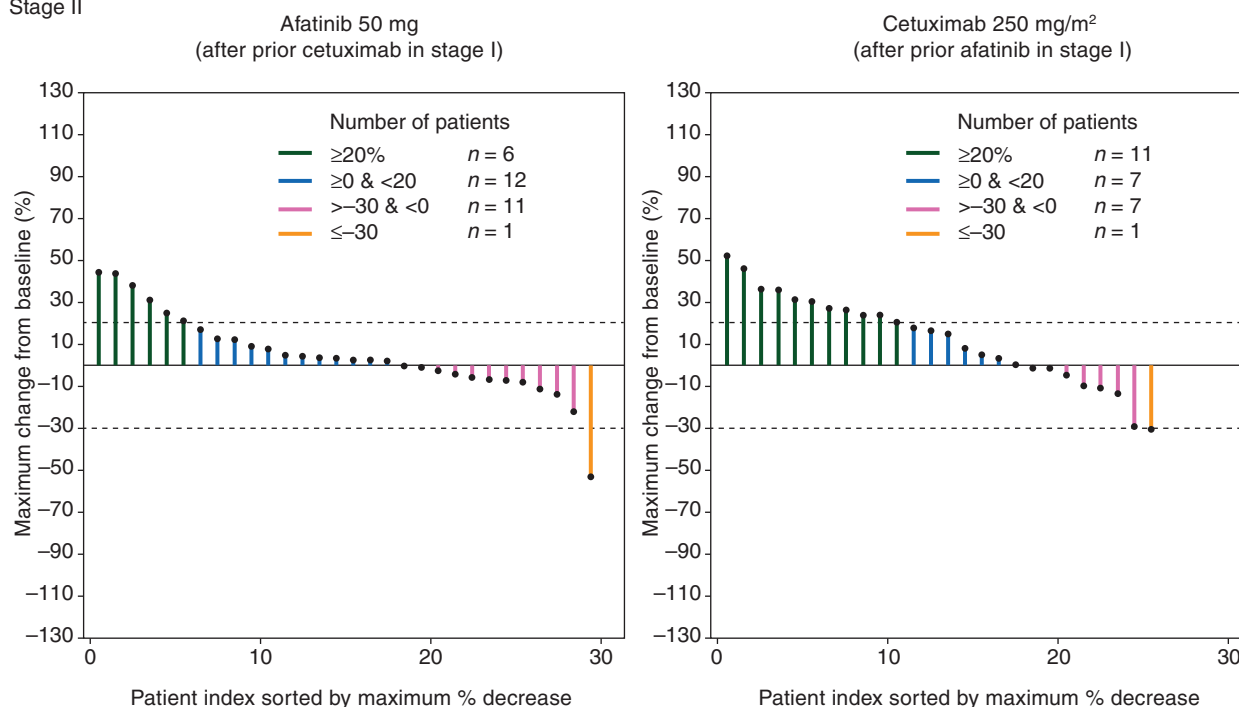 Stage II
Afatinib 50 mg
(after prior cetuximab in stage I)
Maximum change from baseline (%)
130
110
90
70
50
30
10
−10
−30
−50
−70
−90
−110
−130
Number of patients
≥20% n = 6
≥0 & <20 n = 12
>−30 & <0 n = 11
≤−30 n = 1
0 10 20 30
Patient index sorted by maximum % decrease
Cetuximab 250 mg/m²
(after prior afatinib in stage I)
Maximum change from baseline (%)
130
110
90
70
50
30
10
−10
−30
−50
−70
−90
−110
−130
Number of patients
≥20% n = 11
≥0 & <20 n = 7
>−30 & <0 n = 7
≤−30 n = 1
0 10 20 30
Patient index sorted by maximum % decrease